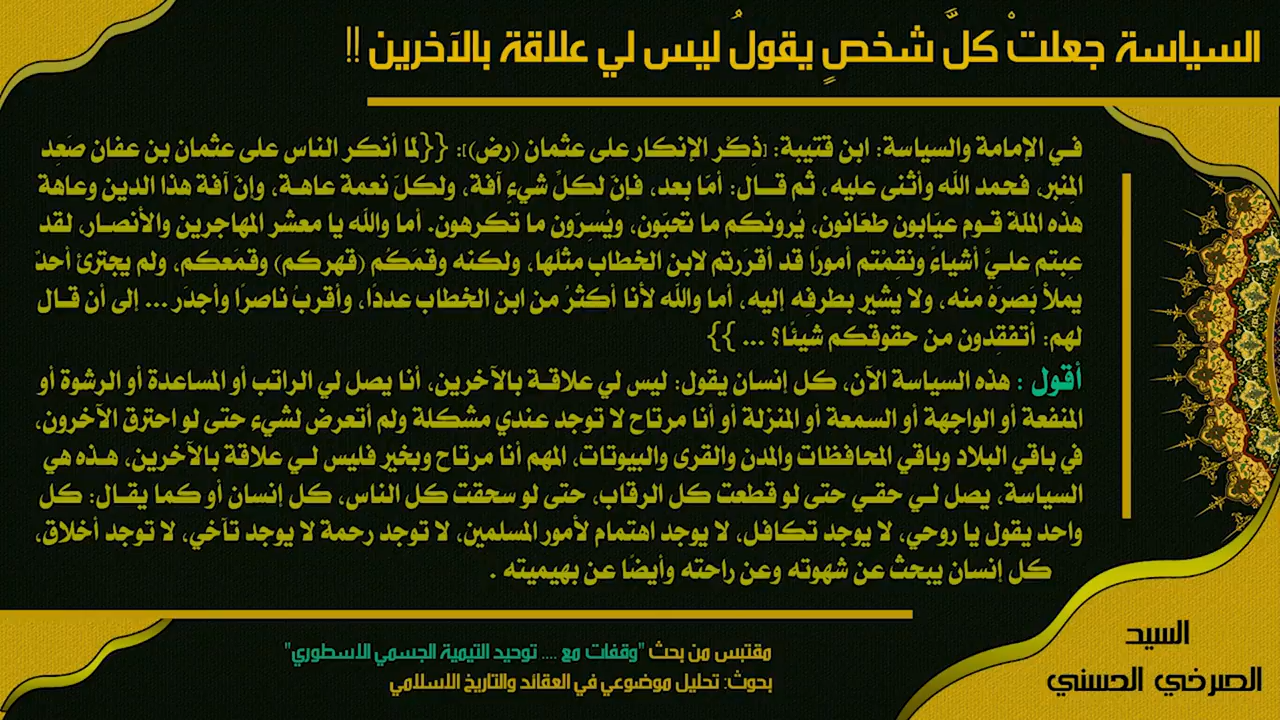 السياسة جعلتْ كلَّ شخصٍ يقولُ ليس لي علاقة بالآخرين !!
في الإمامة والسياسة: ابن قتيبة: [ذِكْر الإنكار على عثمان (رض)]: {{لما أنكر الناس على عثمان بن عفان صَعِد
المِنْبر، فحمد الله وأثنى عليه، ثم قال: أمّا بعد، فإنّ لكلِّ شيءٍ آفة، ولكلّ نعمة عاهة، وإنّ آفة هذا الدين وعاهة
هذه الملة قوم عيّابون طعّانون، يُرونكم ما تحبّون، ويُسِرّون ما تكرهون. أما والله يا معشر المهاجرين والأنصار، لقد
عِبتم عليَّ أشياءً ونقمْتم أمورًا قد أقرَرتم لابن الخطاب مثلها، ولكنه وقمَكُم (قهركم) وقمَعكم، ولم يجترئ أحدٌ
يملأ بَصرَهُ منه، ولا يشير بطرفِه إليه، أما والله لأنا أكثرُ من ابن الخطاب عددًا، وأقربُ ناصرًا وأجدَر ... إلى أن قال
لهم: أتفقِدون من حقوقكم شيئًا؟ ... }}
أقول : هذه السياسة الآن، كل إنسان يقول: ليس لي علاقة بالآخرين، أنا يصل لي الراتب أو المساعدة أو الرشوة أو
المنفعة أو الواجهة أو السمعة أو المنزلة أو أنا مرتاح لا توجد عندي مشكلة ولم أتعرض لشيء حتى لو احترق الآخرون،
في باقي البلاد وباقي المحافظات والمدن والقرى والبيوتات، المهم أنا مرتاح وبخير فليس لي علاقة بالآخرين، هذه هي
السياسة، يصل لي حقي حتى لو قطعت كل الرقاب، حتى لو سحقت كل الناس، كل إنسان أو كما يقال: كل
واحد يقول يا روحي، لا يوجد تكافل، لا يوجد اهتمام لأمور المسلمين، لا توجد رحمة لا يوجد تآخي، لا توجد أخلاق،
كل إنسان يبحث عن شهوته وعن راحته وأيضًا عن بهيميته .
مقتبس من بحث "وقفات مع .... توحيد التيمية الجسمي الاسطوري"
بحوث: تحليل موضوعي في العقائد والتاريخ الاسلامي
السيد
الصرخي الحسني